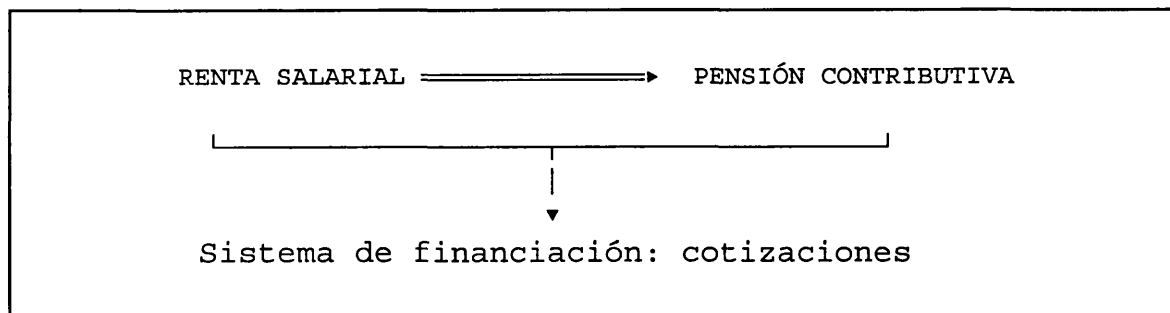 RENTA SALARIAL PENSIÓN CONTRIBUTIVA
Sistema de financiación: cotizaciones